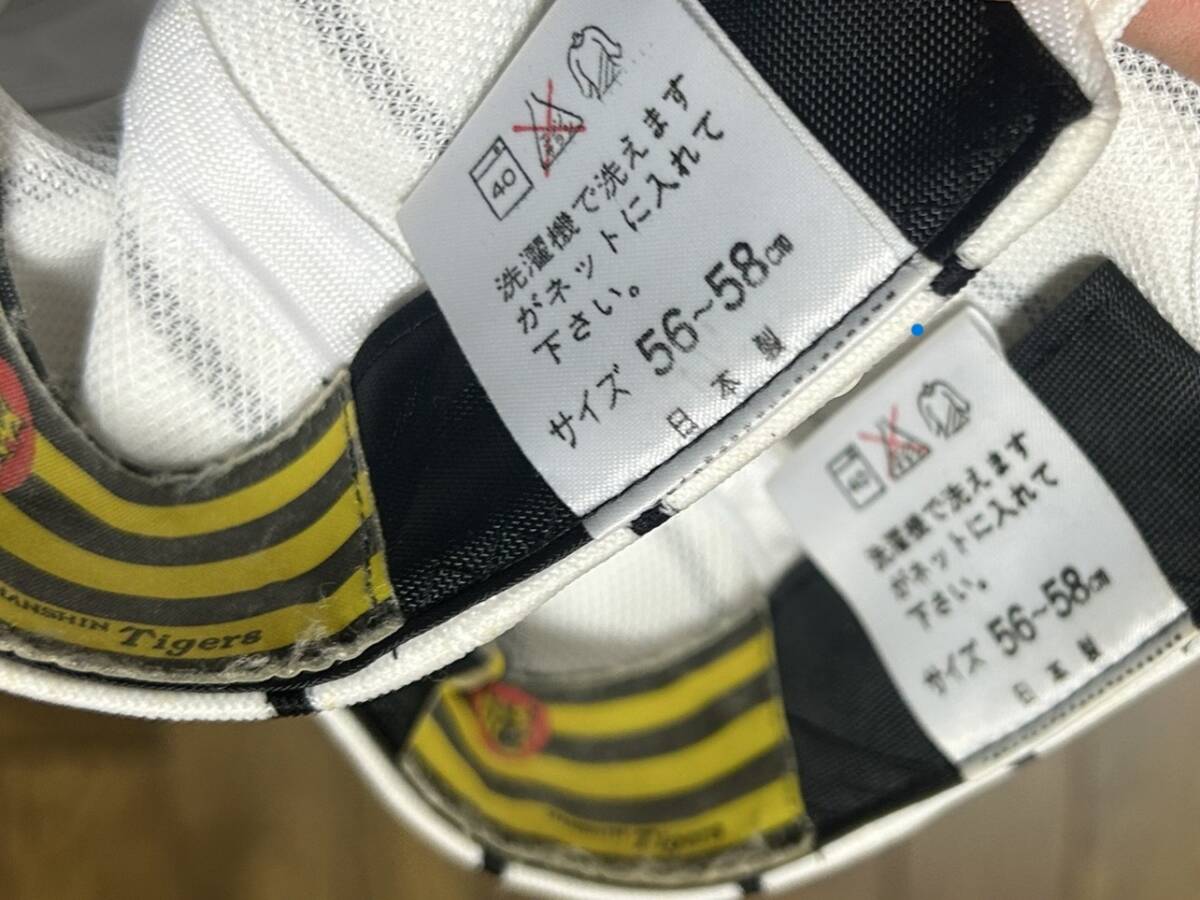 40
洗濯機で洗えます
がネットに入れて
下さい。
サイズ 56~58cm
日本製
HANSHIN Tigers
40
洗濯機で洗えます
がネットに入れて
下さい。
サイズ 56~58cm
日本製
Tigers